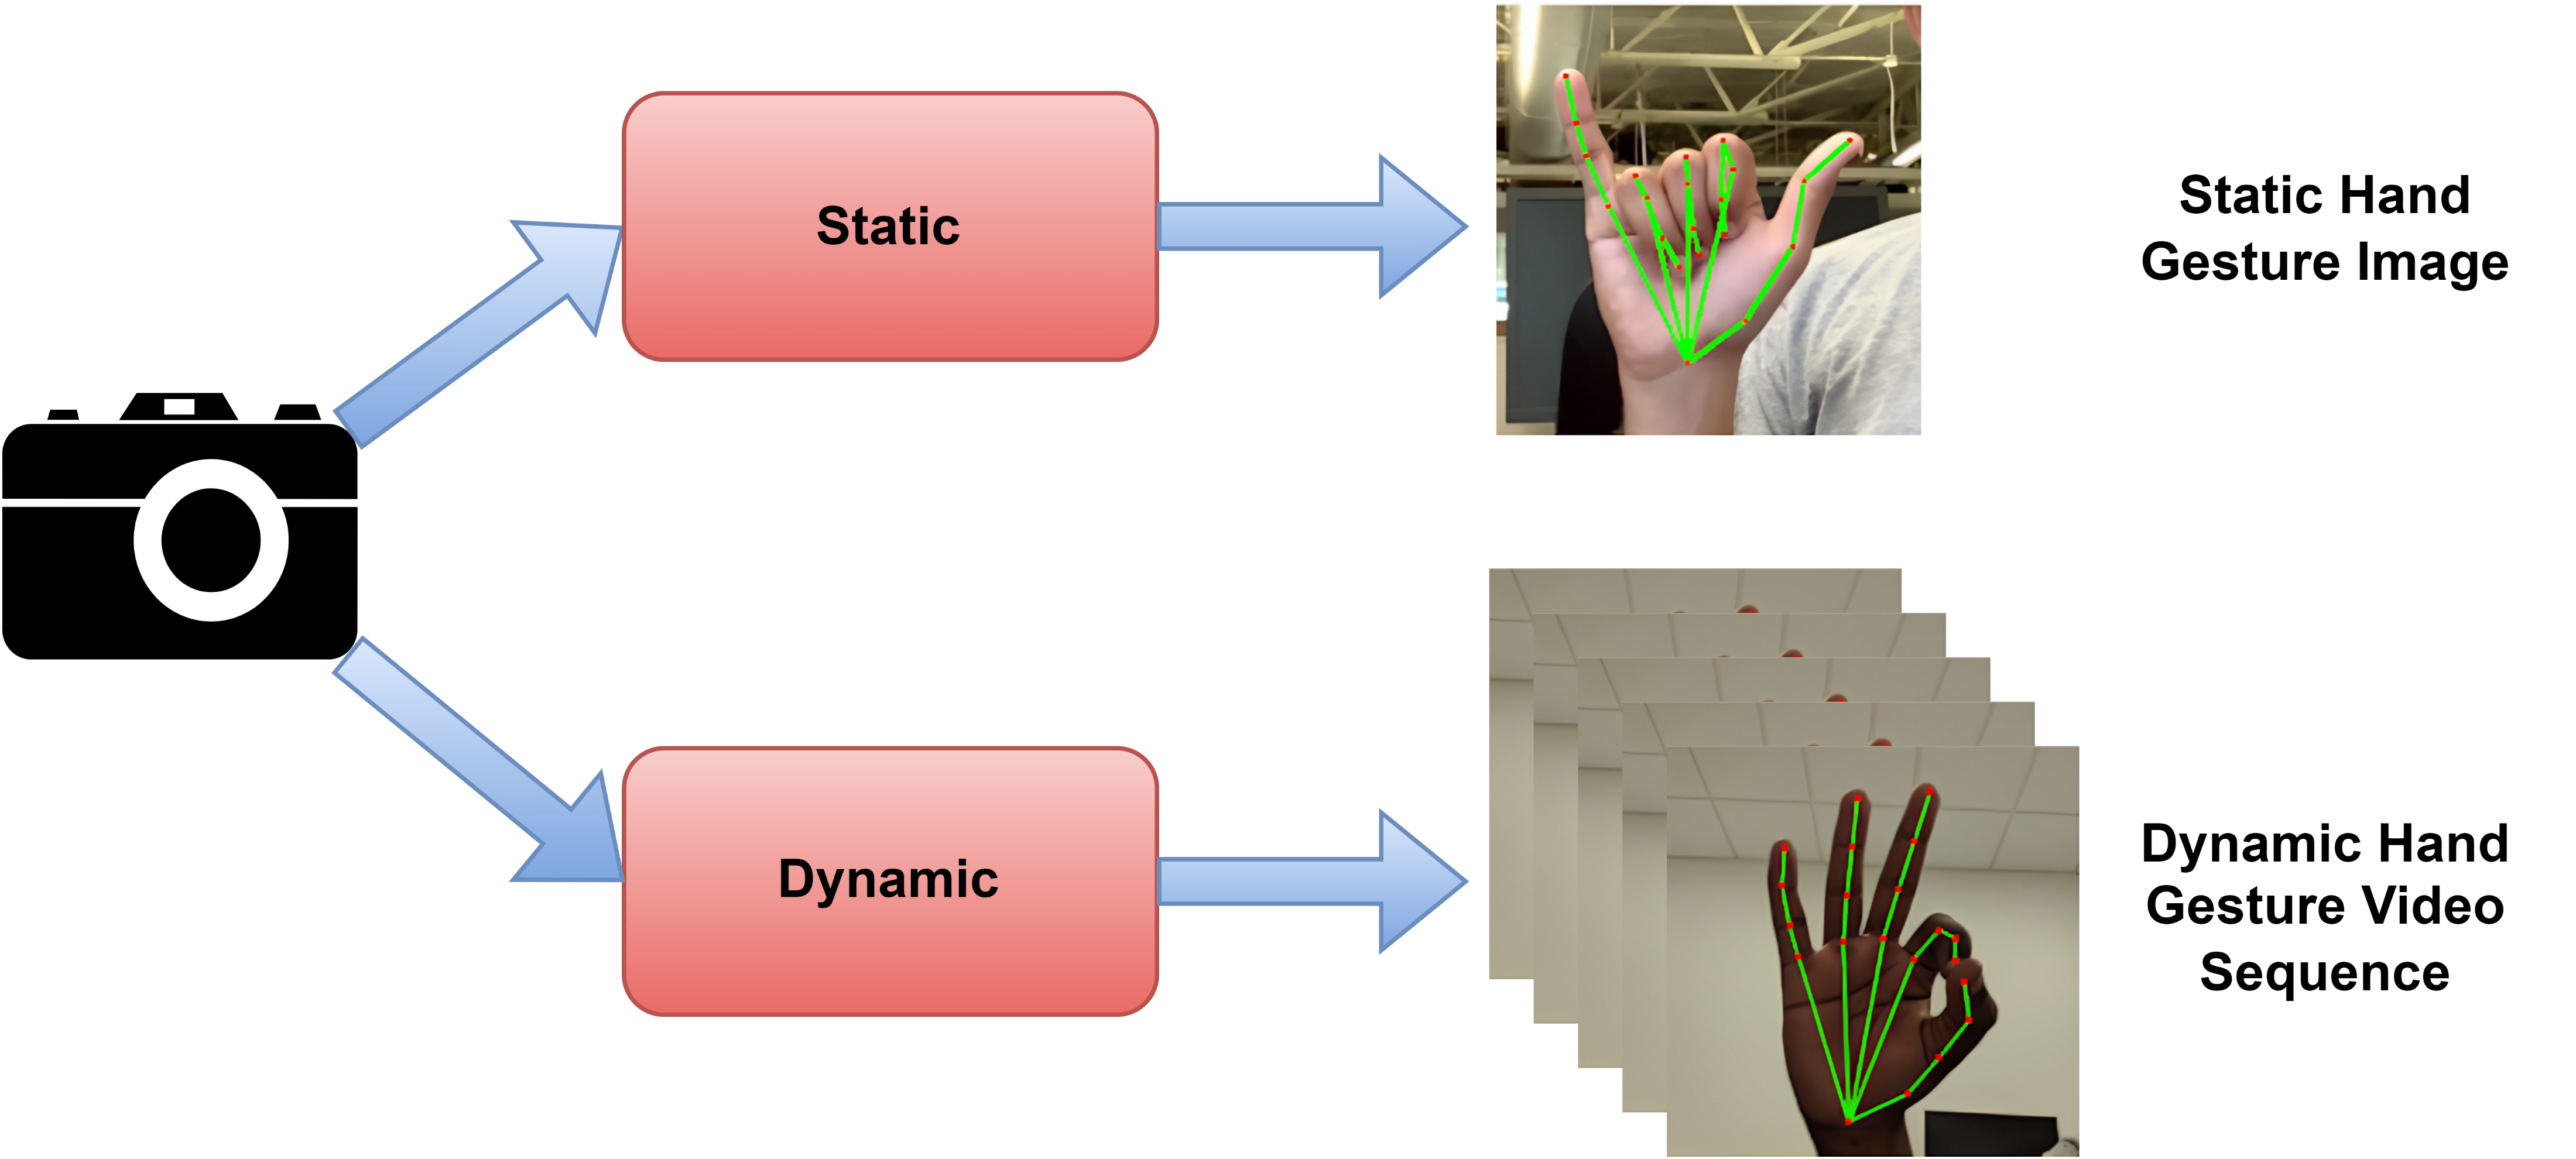 Static
Static Hand
Gesture Image
Dynamic
Dynamic Hand
Gesture Video
Sequence